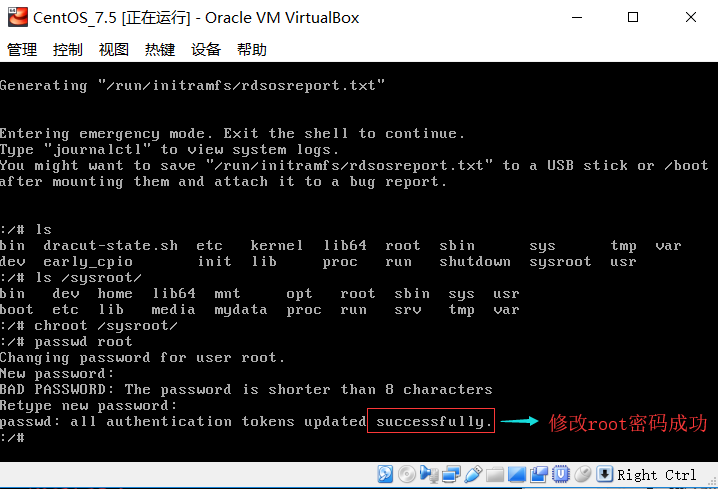 CentOS_7.5 [正在运行] - Oracle VM VirtualBox
管理 控制 视图 热键 设备 帮助
Generating "/run/initramfs/rdsosreport.txt"
Entering emergency mode. Exit the shell to continue.
Type "journalctl" to view system logs.
You might want to save "/run/initramfs/rdsosreport.txt" to a USB stick or /boot
after mounting them and attach it to a bug report.
:/# ls
bin dracut-state.sh etc kernel lib64 root sbin sys tmp var
dev early_cpio init lib proc run shutdown sysroot usr
:/# ls /sysroot/
bin dev home lib64 mnt opt root sbin sys usr
boot etc lib media mydata proc run srv tmp var
:/# chroot /sysroot/
:/# passwd root
Changing password for user root.
New password:
BAD PASSWORD: The password is shorter than 8 characters
Retype new password:
passwd: all authentication tokens updated successfully. 修改root密码成功
:/#
Right Ctrl